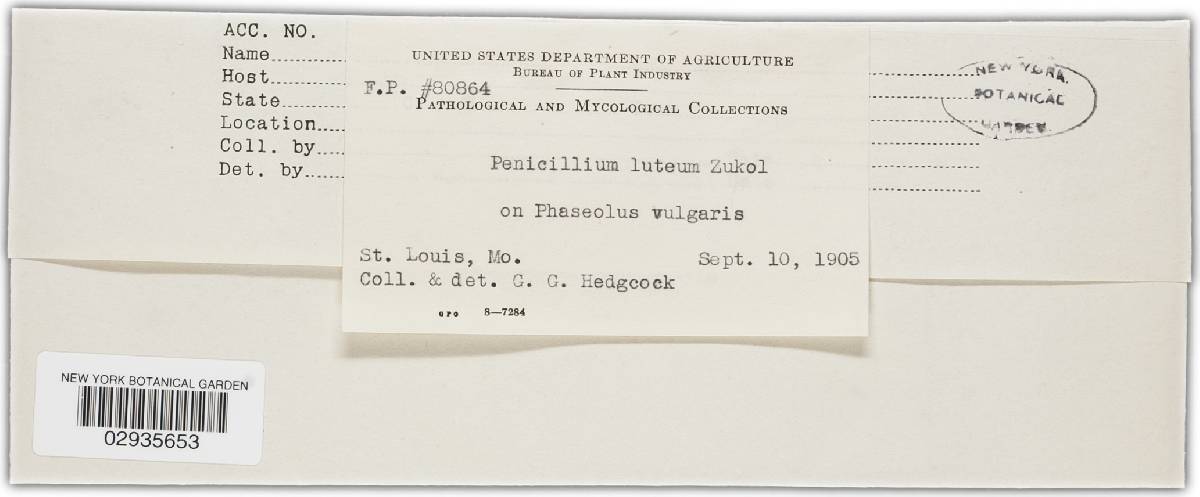 ACC. NO.
Name
Host
State
Location
Coll. by
Det. by
UNITED STATES DEPARTMENT OF AGRICULTURE
BUREAU OF PLANT INDUSTRY
F.P. #80864
PATHOLOGICAL AND MYCOLOGICAL COLLECTIONS
Penicillium luteum Zukol
on Phaseolus vulgaris
St. Louis, Mo. Sept. 10, 1905
Coll. & det. G. G. Hedgcock
GPO 8—7284
NEW YORK
BOTANICAL
GARDEN.
NEW YORK BOTANICAL GARDEN
02935653